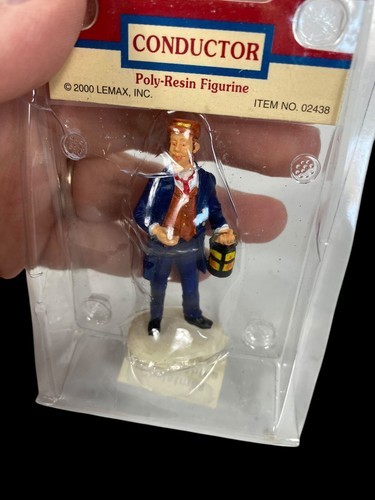 CONDUCTOR
Poly-Resin Figurine
© 2000 LEMAX, INC.
ITEM NO. 02438